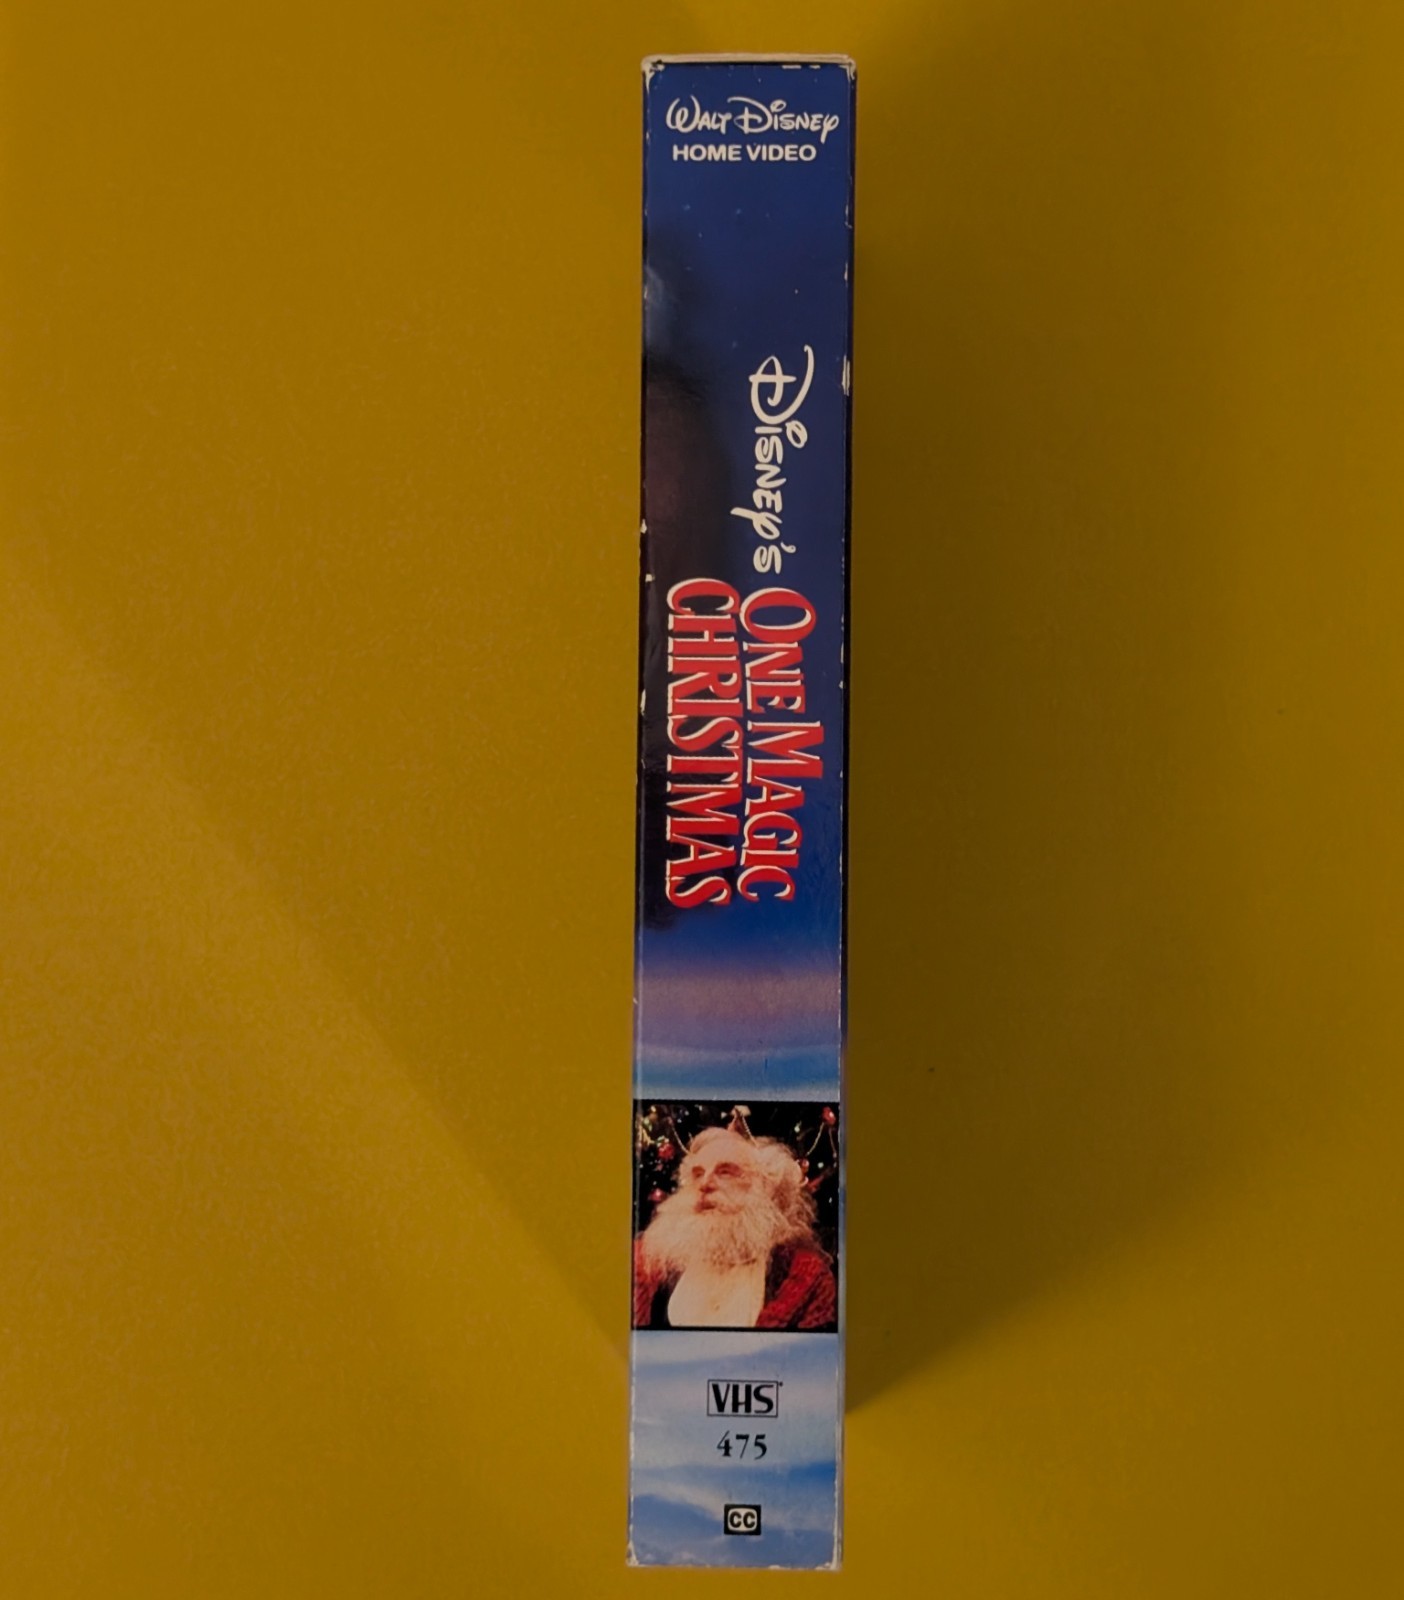 WALT DISNEY
HOME VIDEO
DISNEY'S
ONE MAGIC
CHRISTMAS
VHS
475
CC